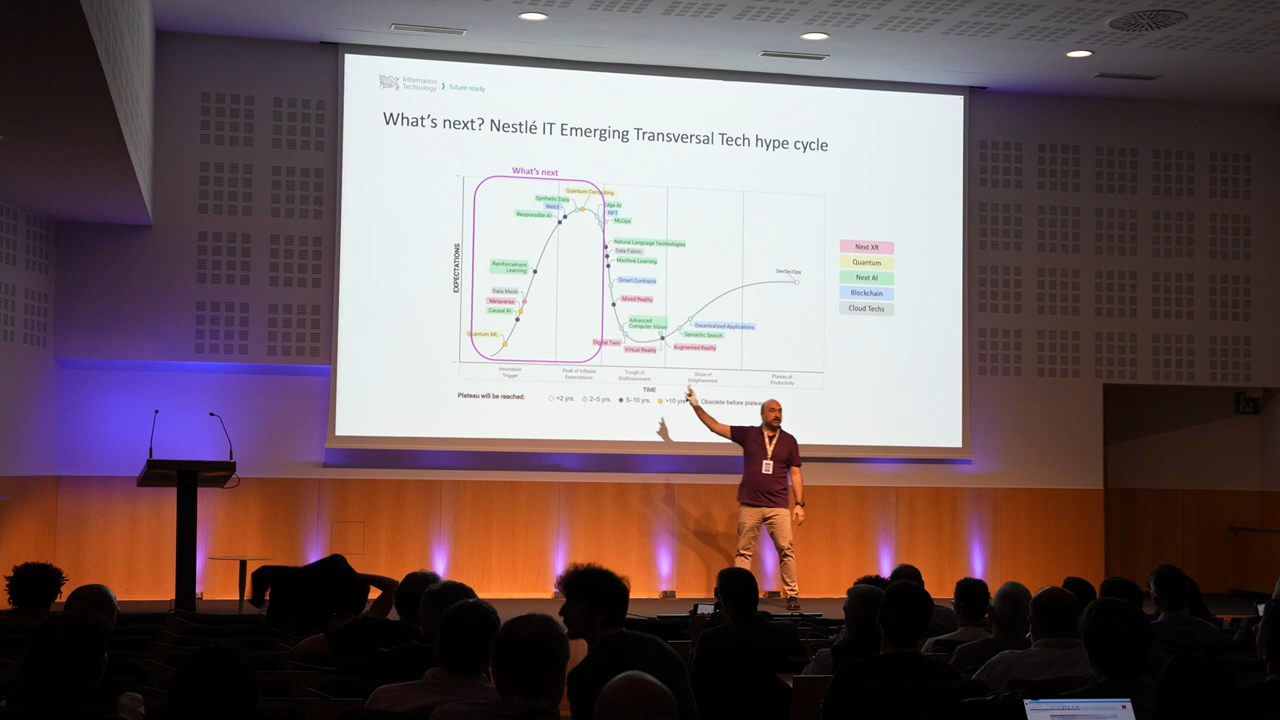 Information
Technology
future ready
What's next? Nestlé IT Emerging Transversal Tech hype cycle
What's next
Quantum Computing
Synthetic Data
Web3
Responsible AI
Edge AI
NFT
MLOps
Natural Language Technologies
Data Fabric
Machine Learning
Reinforcement
Learning
Smart Contracts
Data Mesh
Metaverse
Causal AI
Mixed Reality
Quantum ML
Advanced
Computer Vision
Digital Twin
Virtual Reality
Augmented Reality
Semantic Search
Decentralized Applications
DevSecOps
EXPECTATIONS
Next XR
Quantum
Next AI
Blockchain
Cloud Techs
Innovation
Trigger
Peak of Inflated
Expectations
Trough of
Disillusionment
Slope of
Enlightenment
Plateau of
Productivity
TIME
Plateau will be reached: <2 yrs. 2–5 yrs. 5–10 yrs. >10 yrs. Obsolete before plateau